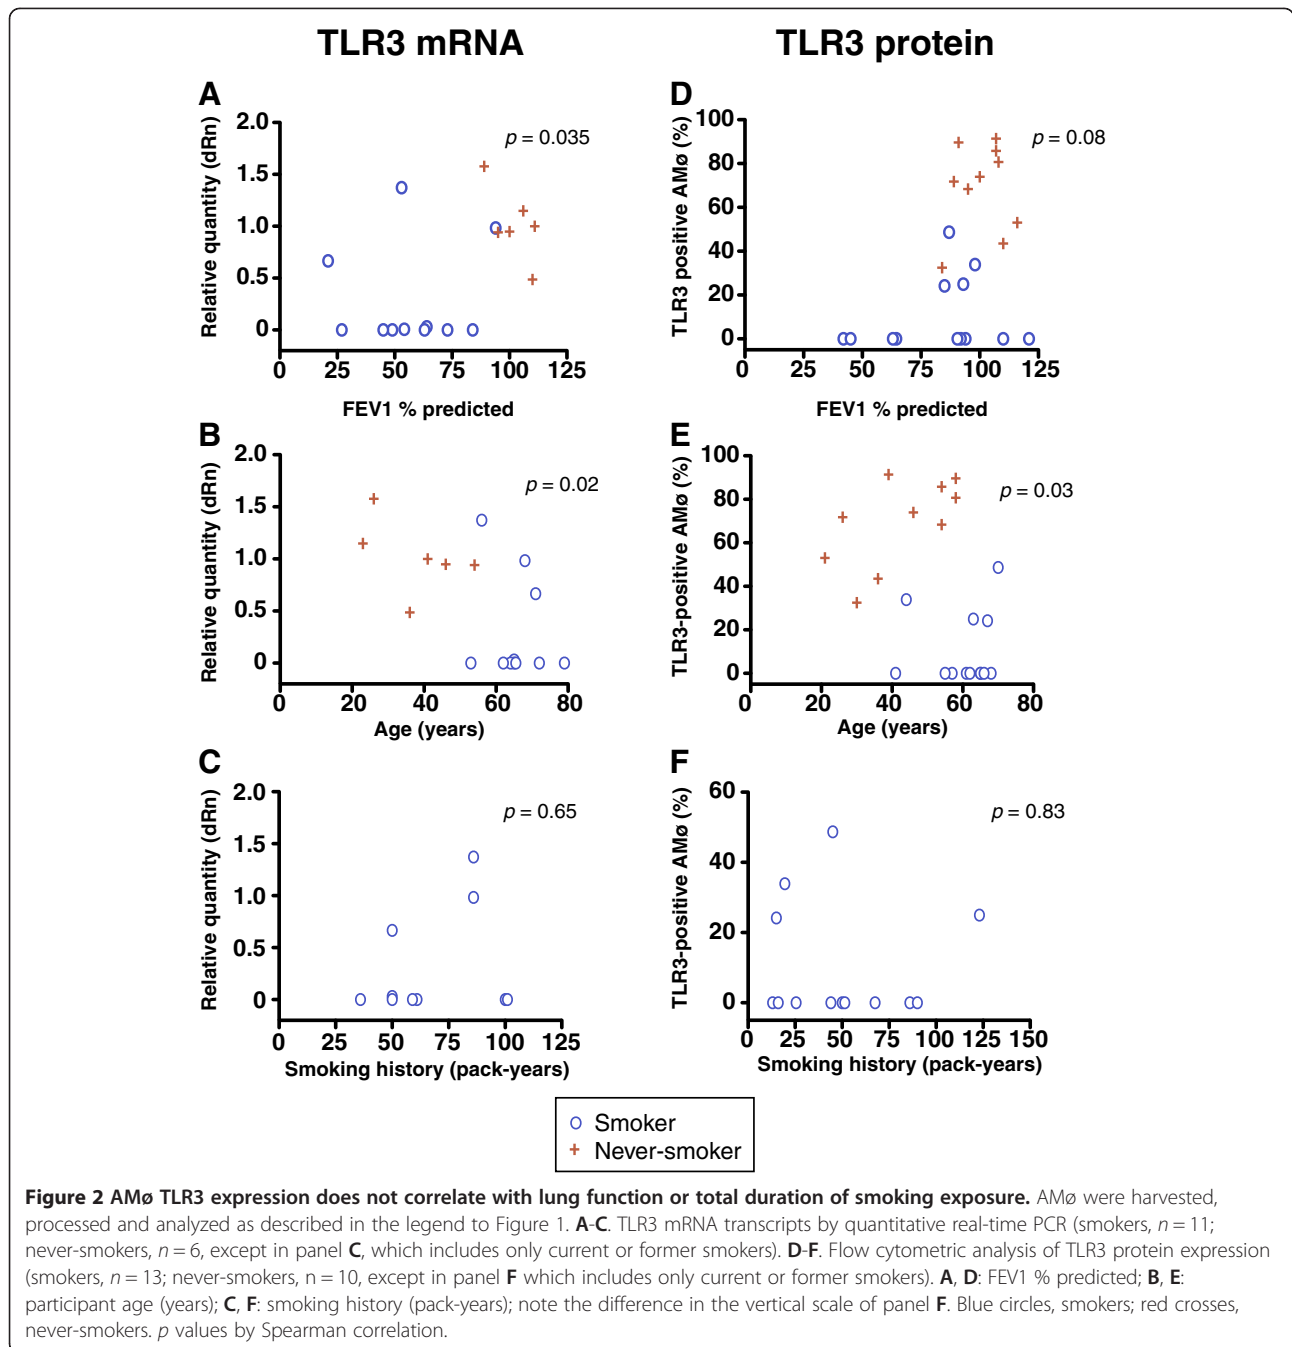 TLR3 mRNA
TLR3 protein
A
Relative quantity (dRn)
2.0
1.5
1.0
0.5
0
p = 0.035
0 25 50 75 100 125
FEV1 % predicted
D
TLR3 positive AMø (%)
100
80
60
40
20
0
p = 0.08
0 25 50 75 100 125
FEV1 % predicted
B
Relative quantity (dRn)
2.0
1.5
1.0
0.5
0
p = 0.02
0 20 40 60 80
Age (years)
E
TLR3-positive AMø (%)
100
80
60
40
20
0
p = 0.03
0 20 40 60 80
Age (years)
C
Relative quantity (dRn)
2.0
1.5
1.0
0.5
0
p = 0.65
0 25 50 75 100 125
Smoking history (pack-years)
F
TLR3-positive AMø (%)
60
40
20
0
p = 0.83
0 25 50 75 100 125 150
Smoking history (pack-years)
Smoker
Never-smoker
Figure 2 AMø TLR3 expression does not correlate with lung function or total duration of smoking exposure. AMø were harvested,
processed and analyzed as described in the legend to Figure 1. A-C. TLR3 mRNA transcripts by quantitative real-time PCR (smokers, n = 11;
never-smokers, n = 6, except in panel C, which includes only current or former smokers). D-F. Flow cytometric analysis of TLR3 protein expression
(smokers, n = 13; never-smokers, n = 10, except in panel F which includes only current or former smokers). A, D: FEV1 % predicted; B, E:
participant age (years); C, F: smoking history (pack-years); note the difference in the vertical scale of panel F. Blue circles, smokers; red crosses,
never-smokers. p values by Spearman correlation.